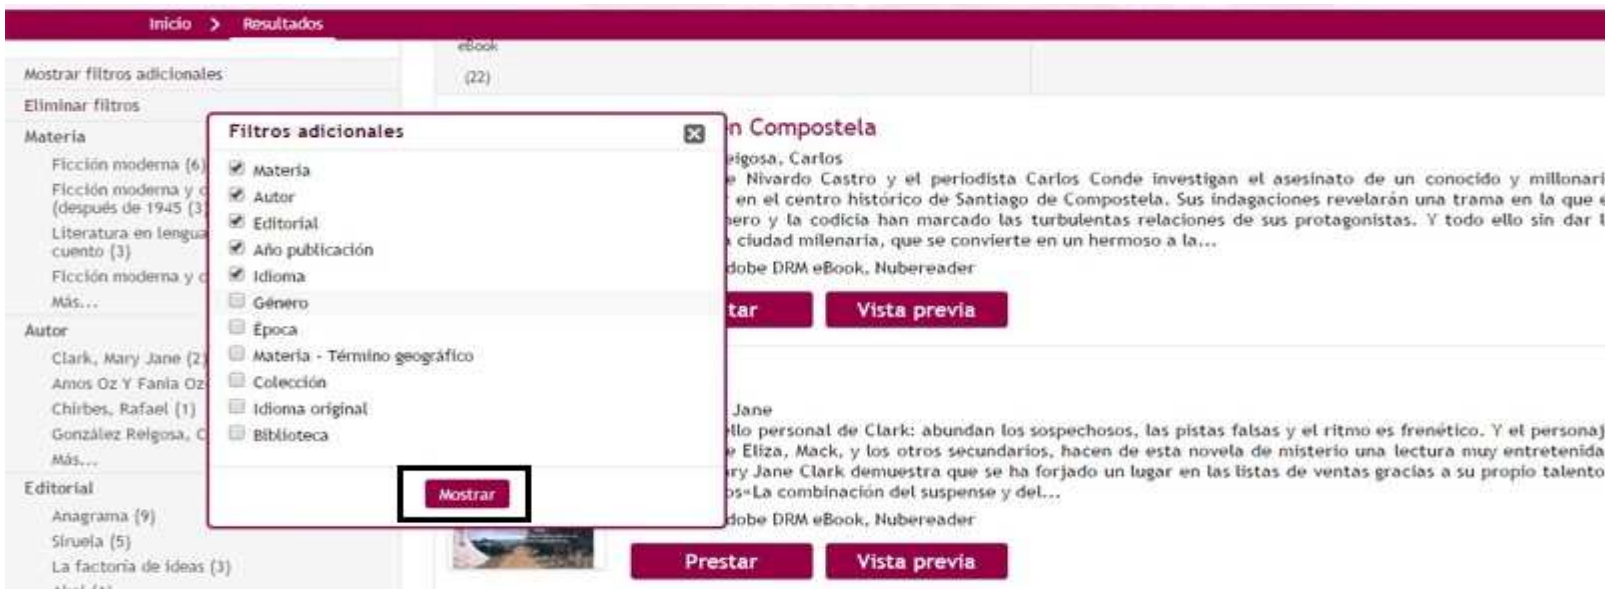 Inicio > Resultados
eBook
(22)
Mostrar filtros adicionales
Eliminar filtros
Materia
Ficción moderna (6)
Ficción moderna y c
(después de 1945 (3
Literatura en lengua
cuento (3)
Ficción moderna y c
Más...
Autor
Clark, Mary Jane (2)
Amos Oz Y Fania Oz
Chirbes, Rafael (1)
González Reigosa, C
Más...
Editorial
Anagrama (9)
Siruela (5)
La factoría de ideas (3)
Filtros adicionales
Materia
Autor
Editorial
Año publicación
Idioma
Género
Época
Materia - Término geográfico
Colección
Idioma original
Biblioteca
Mostrar
en Compostela
eigosa, Carlos
e Nivardo Castro y el periodista Carlos Conde investigan el asesinato de un conocido y millonari
r en el centro histórico de Santiago de Compostela. Sus indagaciones revelarán una trama en la que e
nero y la codicia han marcado las turbulentas relaciones de sus protagonistas. Y todo ello sin dar l
ciudad milenaria, que se convierte en un hermoso a la...
dobe DRM eBook, Nubereader
tar
Vista previa
Jane
llo personal de Clark: abundan los sospechosos, las pistas falsas y el ritmo es frenético. Y el personaj
e Eliza, Mack, y los otros secundarios, hacen de esta novela de misterio una lectura muy entretenida
ry Jane Clark demuestra que se ha forjado un lugar en las listas de ventas gracias a su propio talento
os«La combinación del suspense y del...
dobe DRM eBook, Nubereader
Prestar
Vista previa